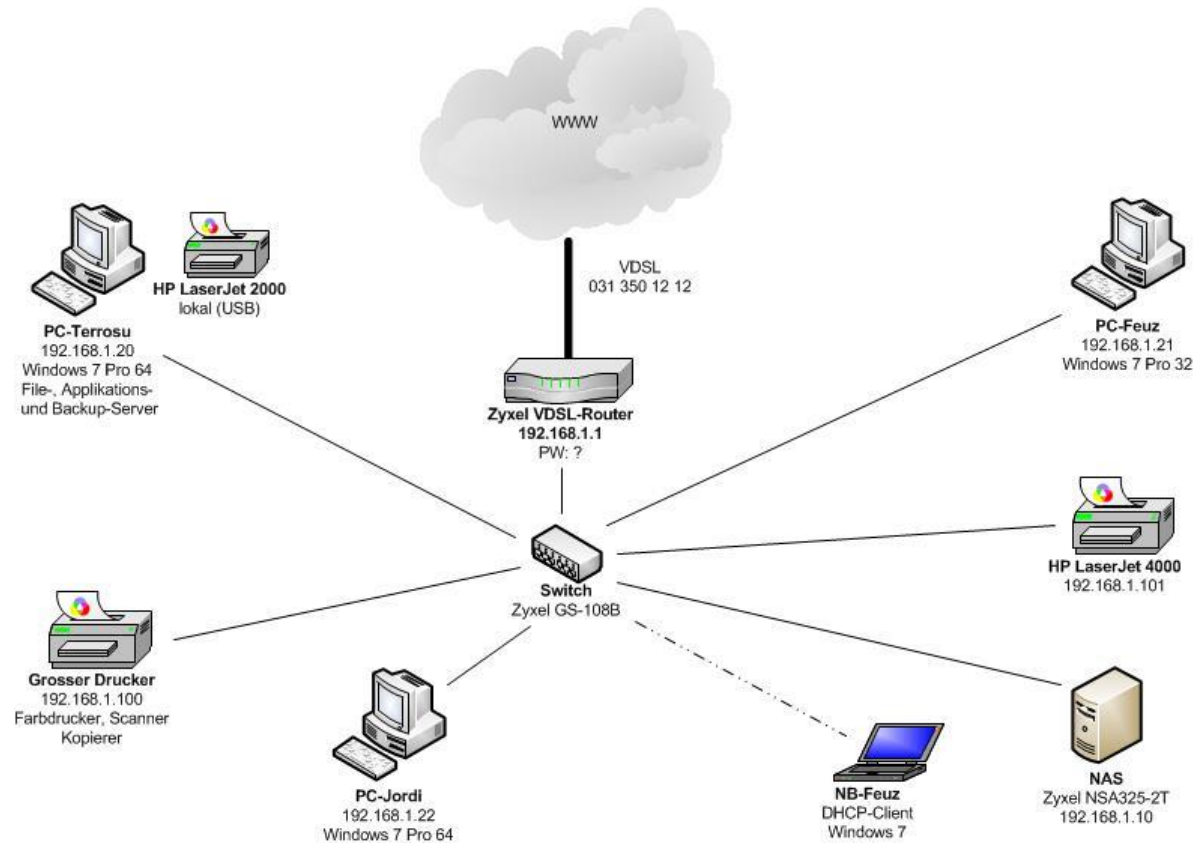 WWW
VDSL
031 350 12 12
HP LaserJet 2000
lokal (USB)
PC-Terrosu
192.168.1.20
Windows 7 Pro 64
File-, Applikations-
und Backup-Server
PC-Feuz
192.168.1.21
Windows 7 Pro 32
Zyxel VDSL-Router
192.168.1.1
PW: ?
HP LaserJet 4000
192.168.1.101
Switch
Zyxel GS-108B
Grosser Drucker
192.168.1.100
Farbdrucker, Scanner
Kopierer
PC-Jordi
192.168.1.22
Windows 7 Pro 64
NB-Feuz
DHCP-Client
Windows 7
NAS
Zyxel NSA325-2T
192.168.1.10